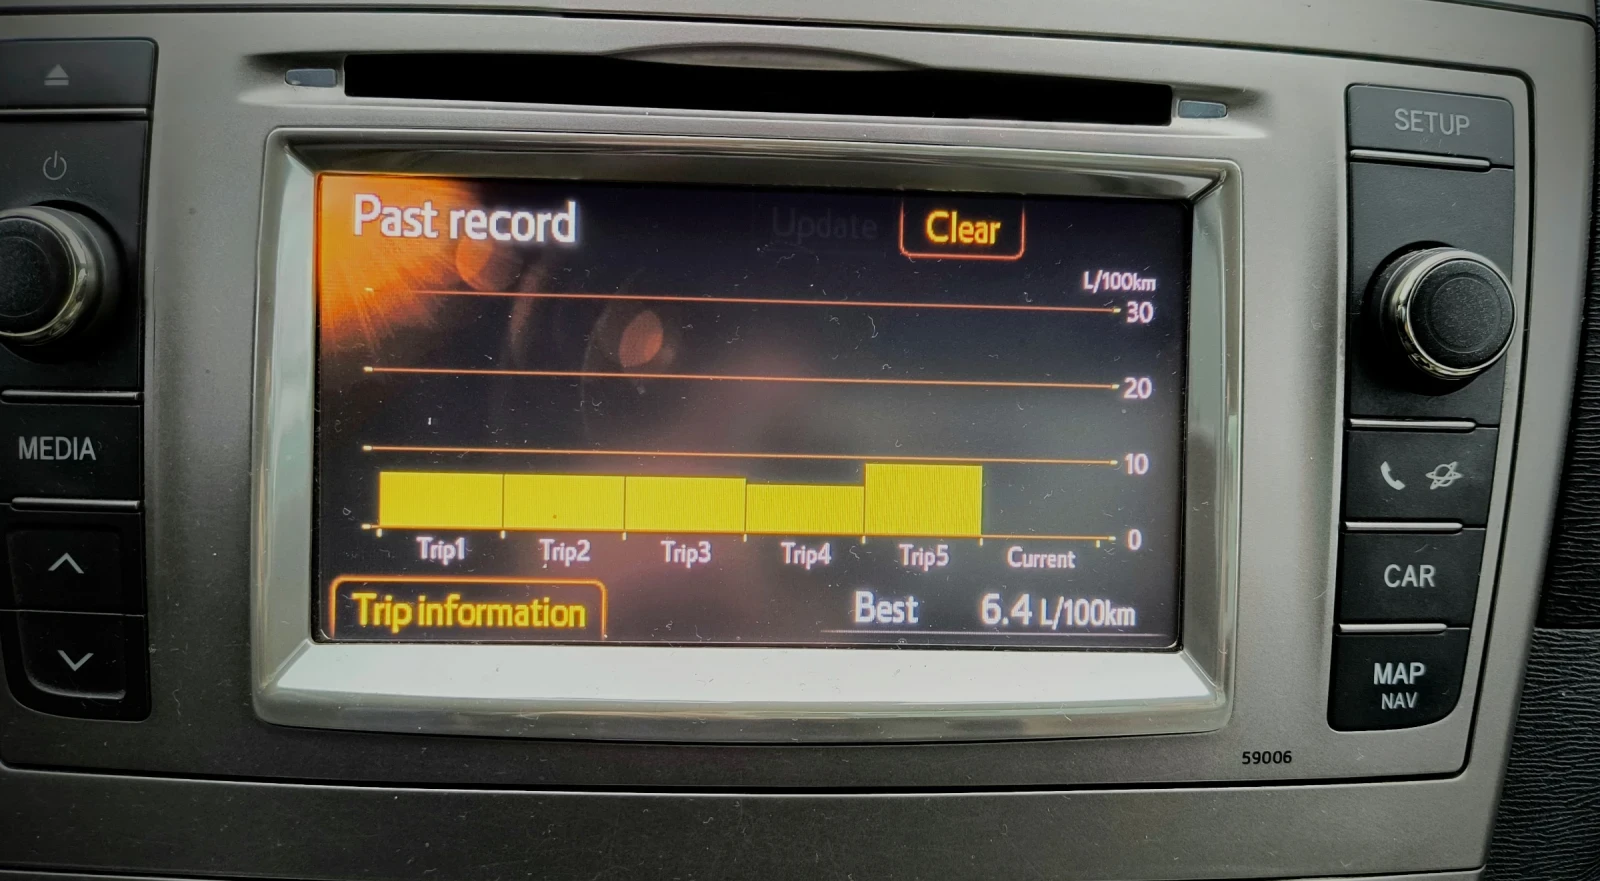 SETUP
Past record
Update
Clear
L/100km
30
20
10
0
Trip1 Trip2 Trip3 Trip4 Trip5 Current
Trip information
Best 6.4 L/100km
MEDIA
CAR
MAP
NAV
59006